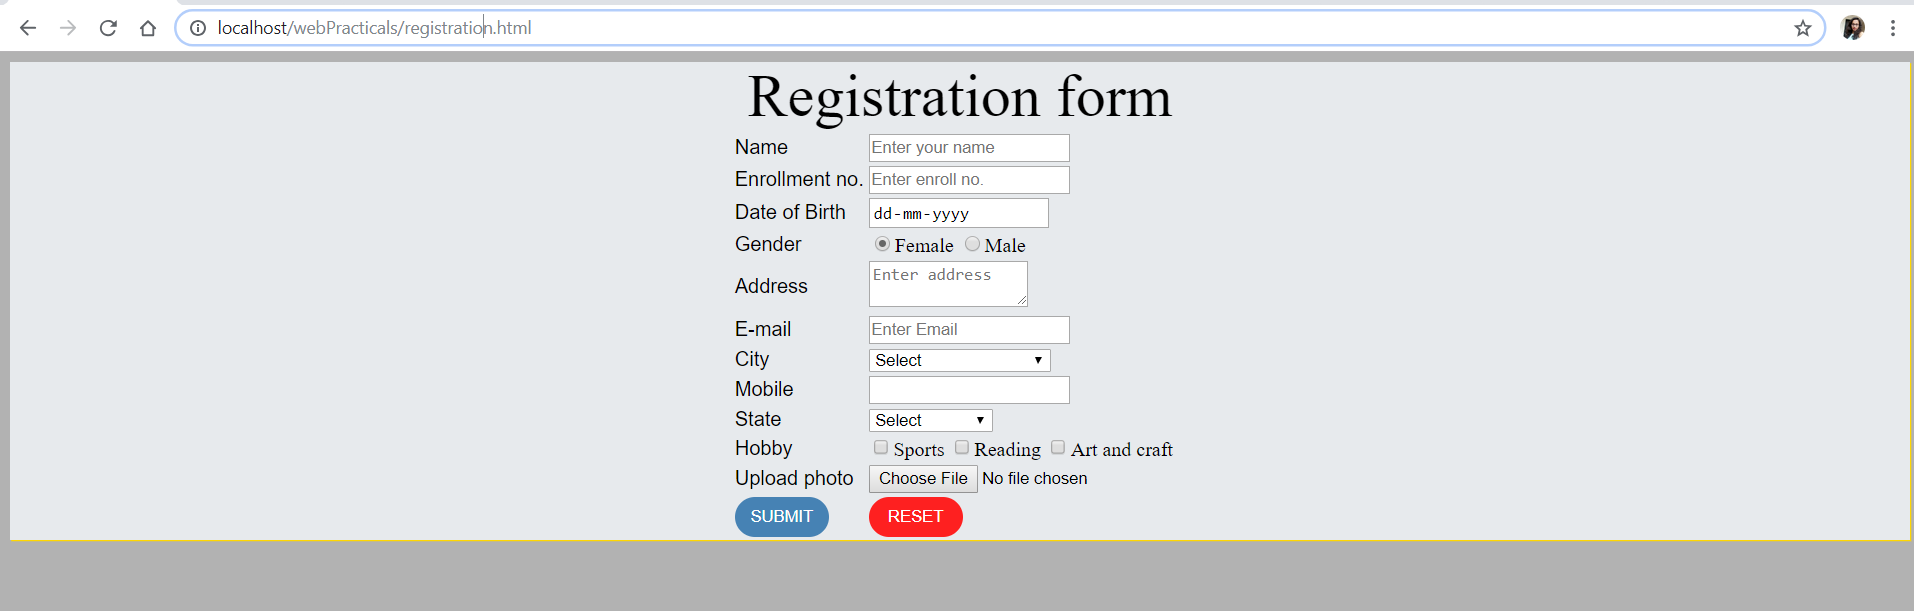 localhost/webPracticals/registration.html
Registration form
Name Enter your name
Enrollment no. Enter enroll no.
Date of Birth dd-mm-yyyy
Gender Female Male
Address Enter address
E-mail Enter Email
City Select
Mobile
State Select
Hobby Sports Reading Art and craft
Upload photo Choose File No file chosen
SUBMIT RESET